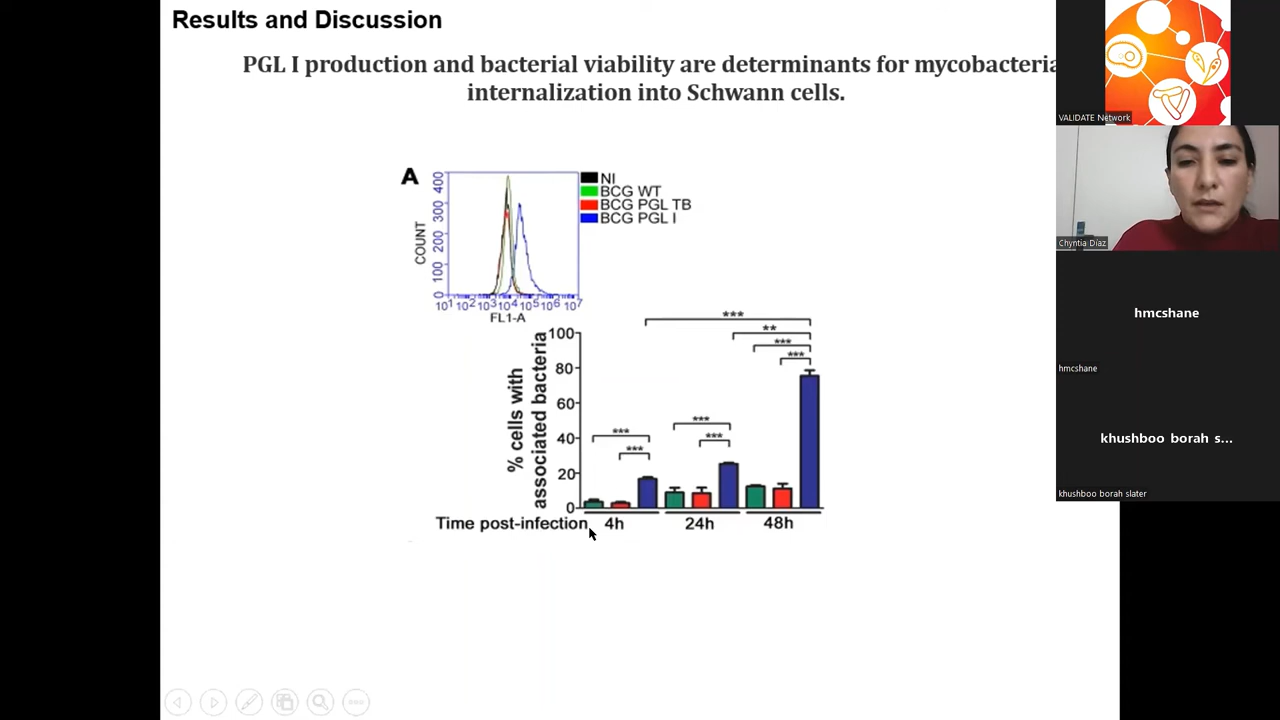 Results and Discussion
PGL I production and bacterial viability are determinants for mycobacteria
internalization into Schwann cells.
A
400
300
200
100
0
COUNT
10¹ 10² 10³ 10⁴ 10⁵ 10⁶ 10⁷
FL1-A
NI
BCG WT
BCG PGL TB
BCG PGL I
% cells with
associated bacteria
100
80
60
40
20
0
***
**
***
***
***
***
***
***
Time post-infection 4h 24h 48h
VALIDATE Network
Chyntia Díaz
hmcshane
hmcshane
khushboo borah s...
khushboo borah slater